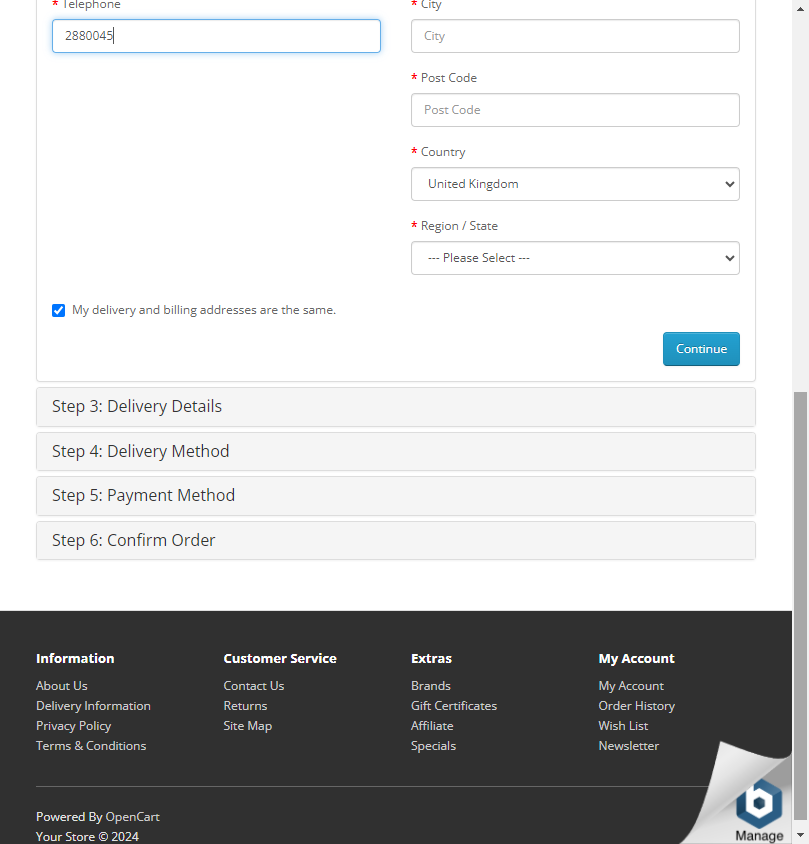 * Telephone
2880045
* City
City
* Post Code
Post Code
* Country
United Kingdom
* Region / State
--- Please Select ---
My delivery and billing addresses are the same.
Continue
Step 3: Delivery Details
Step 4: Delivery Method
Step 5: Payment Method
Step 6: Confirm Order
Information
About Us
Delivery Information
Privacy Policy
Terms & Conditions
Customer Service
Contact Us
Returns
Site Map
Extras
Brands
Gift Certificates
Affiliate
Specials
My Account
My Account
Order History
Wish List
Newsletter
Powered By OpenCart
Your Store © 2024
b
Manage